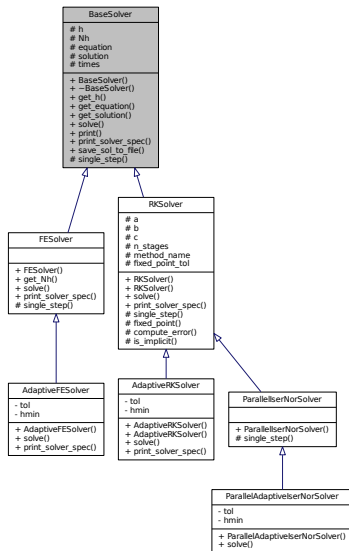 BaseSolver
# h
# Nh
# equation
# solution
# times
+ BaseSolver()
+ ~BaseSolver()
+ get_h()
+ get_equation()
+ get_solution()
+ solve()
+ print()
+ print_solver_spec()
+ save_sol_to_file()
# single_step()
FESolver
+ FESolver()
+ get_Nh()
+ solve()
+ print_solver_spec()
# single_step()
RKSolver
# a
# b
# c
# n_stages
# method_name
# fixed_point_tol
+ RKSolver()
+ RKSolver()
+ solve()
+ print_solver_spec()
# single_step()
# fixed_point()
# compute_error()
# is_implicit()
AdaptiveFESolver
- tol
- hmin
+ AdaptiveFESolver()
+ solve()
+ print_solver_spec()
AdaptiveRKSolver
- tol
- hmin
+ AdaptiveRKSolver()
+ AdaptiveRKSolver()
+ solve()
+ print_solver_spec()
ParallelIserNorSolver
+ ParallelIserNorSolver()
# single_step()
ParallelAdaptiveIserNorSolver
- tol
- hmin
+ ParallelAdaptiveIserNorSolver()
+ solve()